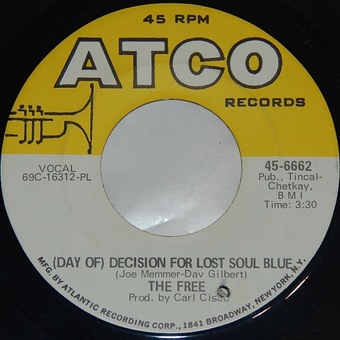 45 RPM
ATCO
RECORDS
VOCAL
69C-16312-PL
45-6662
Pub., Tincal-
Chetkay,
B M I
Time: 3:30
(DAY OF) DECISION FOR LOST SOUL BLUE
(Joe Memmer-Dav Gilbert)
THE FREE
Prod. by Carl Cisco
MFG. BY ATLANTIC RECORDING CORP., 1841 BROADWAY, NEW YORK, N.Y.